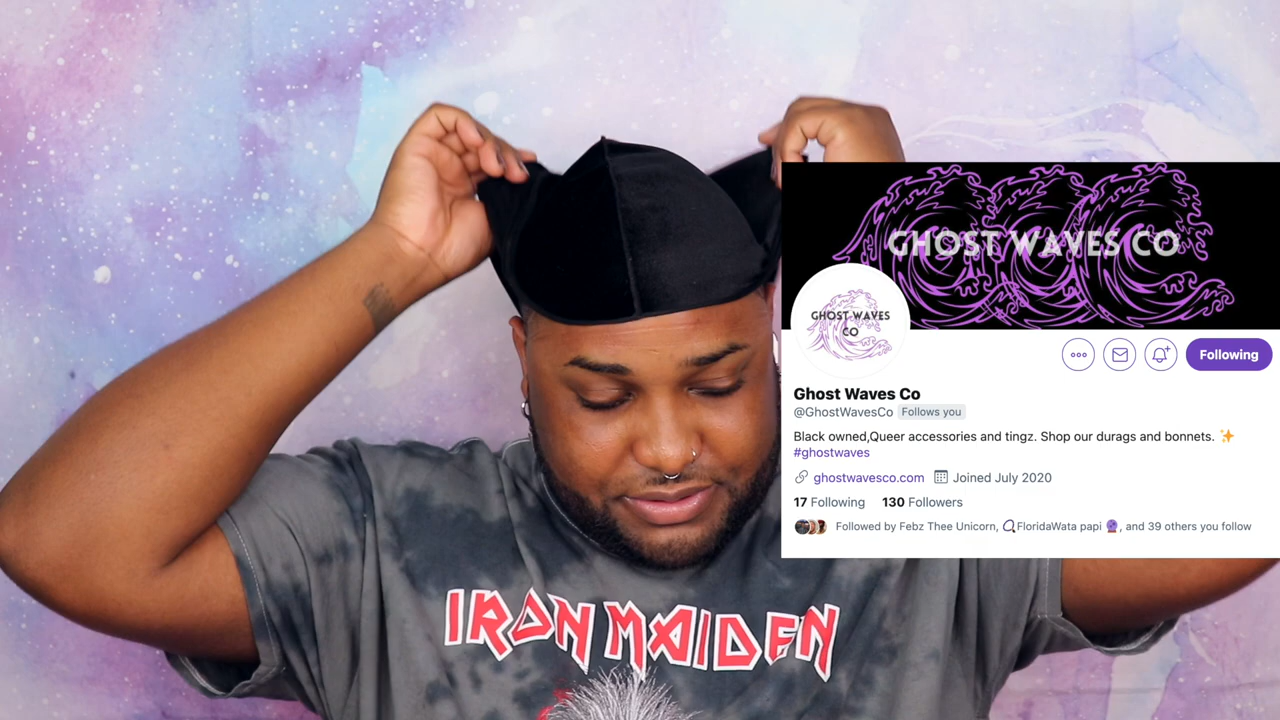 IRON MAIDEN
GHOST WAVES CO
GHOST WAVES
CO
Following
Ghost Waves Co
@GhostWavesCo Follows you
Black owned,Queer accessories and tingz. Shop our durags and bonnets. ✨
#ghostwaves
ghostwavesco.com Joined July 2020
17 Following 130 Followers
Followed by Febz Thee Unicorn, FloridaWata papi 🔮, and 39 others you follow